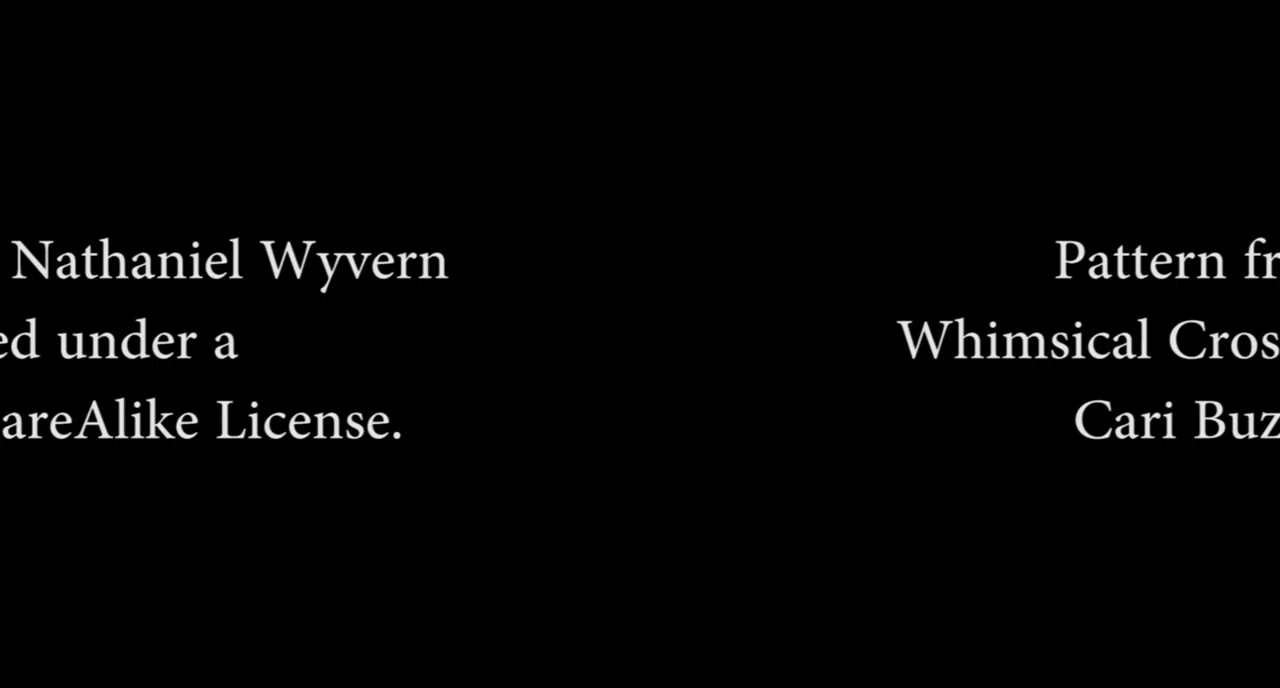 Nathaniel Wyvern
ed under a
areAlike License.
Pattern fr
Whimsical Cros
Cari Buz